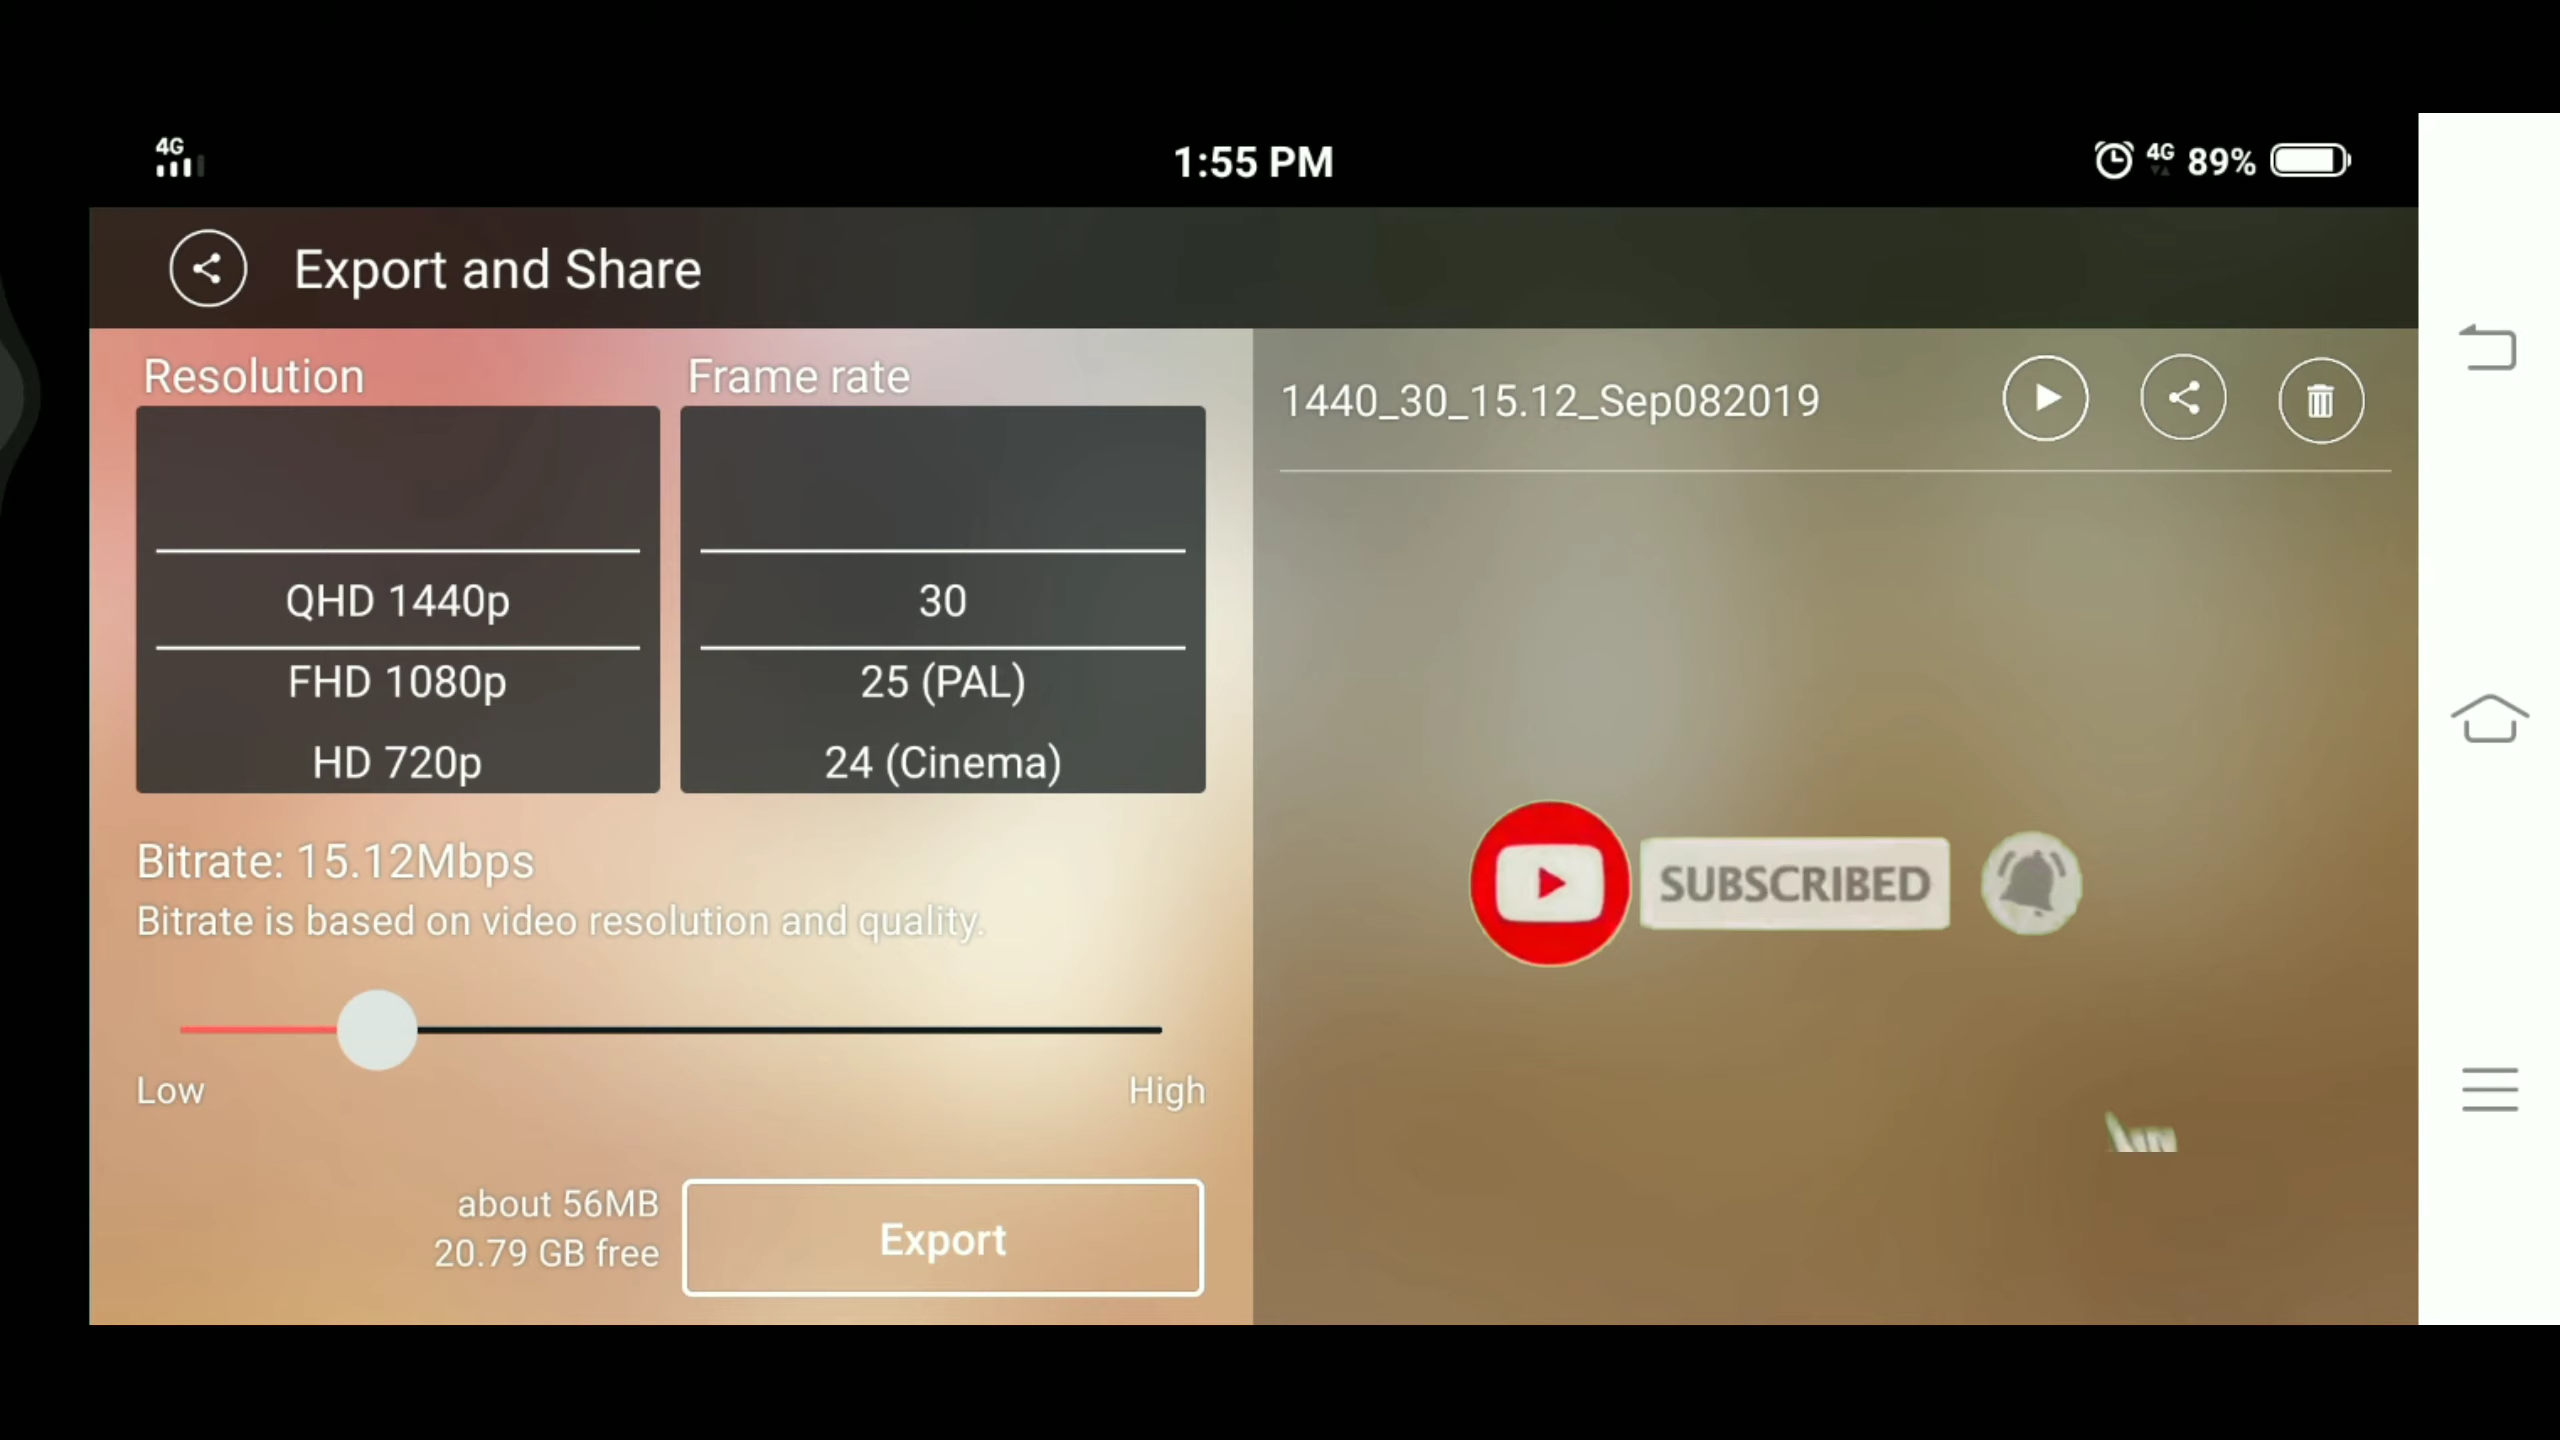 4G
1:55 PM
4G 89%
Export and Share
Resolution
Frame rate
QHD 1440p
FHD 1080p
HD 720p
30
25 (PAL)
24 (Cinema)
Bitrate: 15.12Mbps
Bitrate is based on video resolution and quality.
Low
High
about 56MB
20.79 GB free
Export
1440_30_15.12_Sep082019
SUBSCRIBED